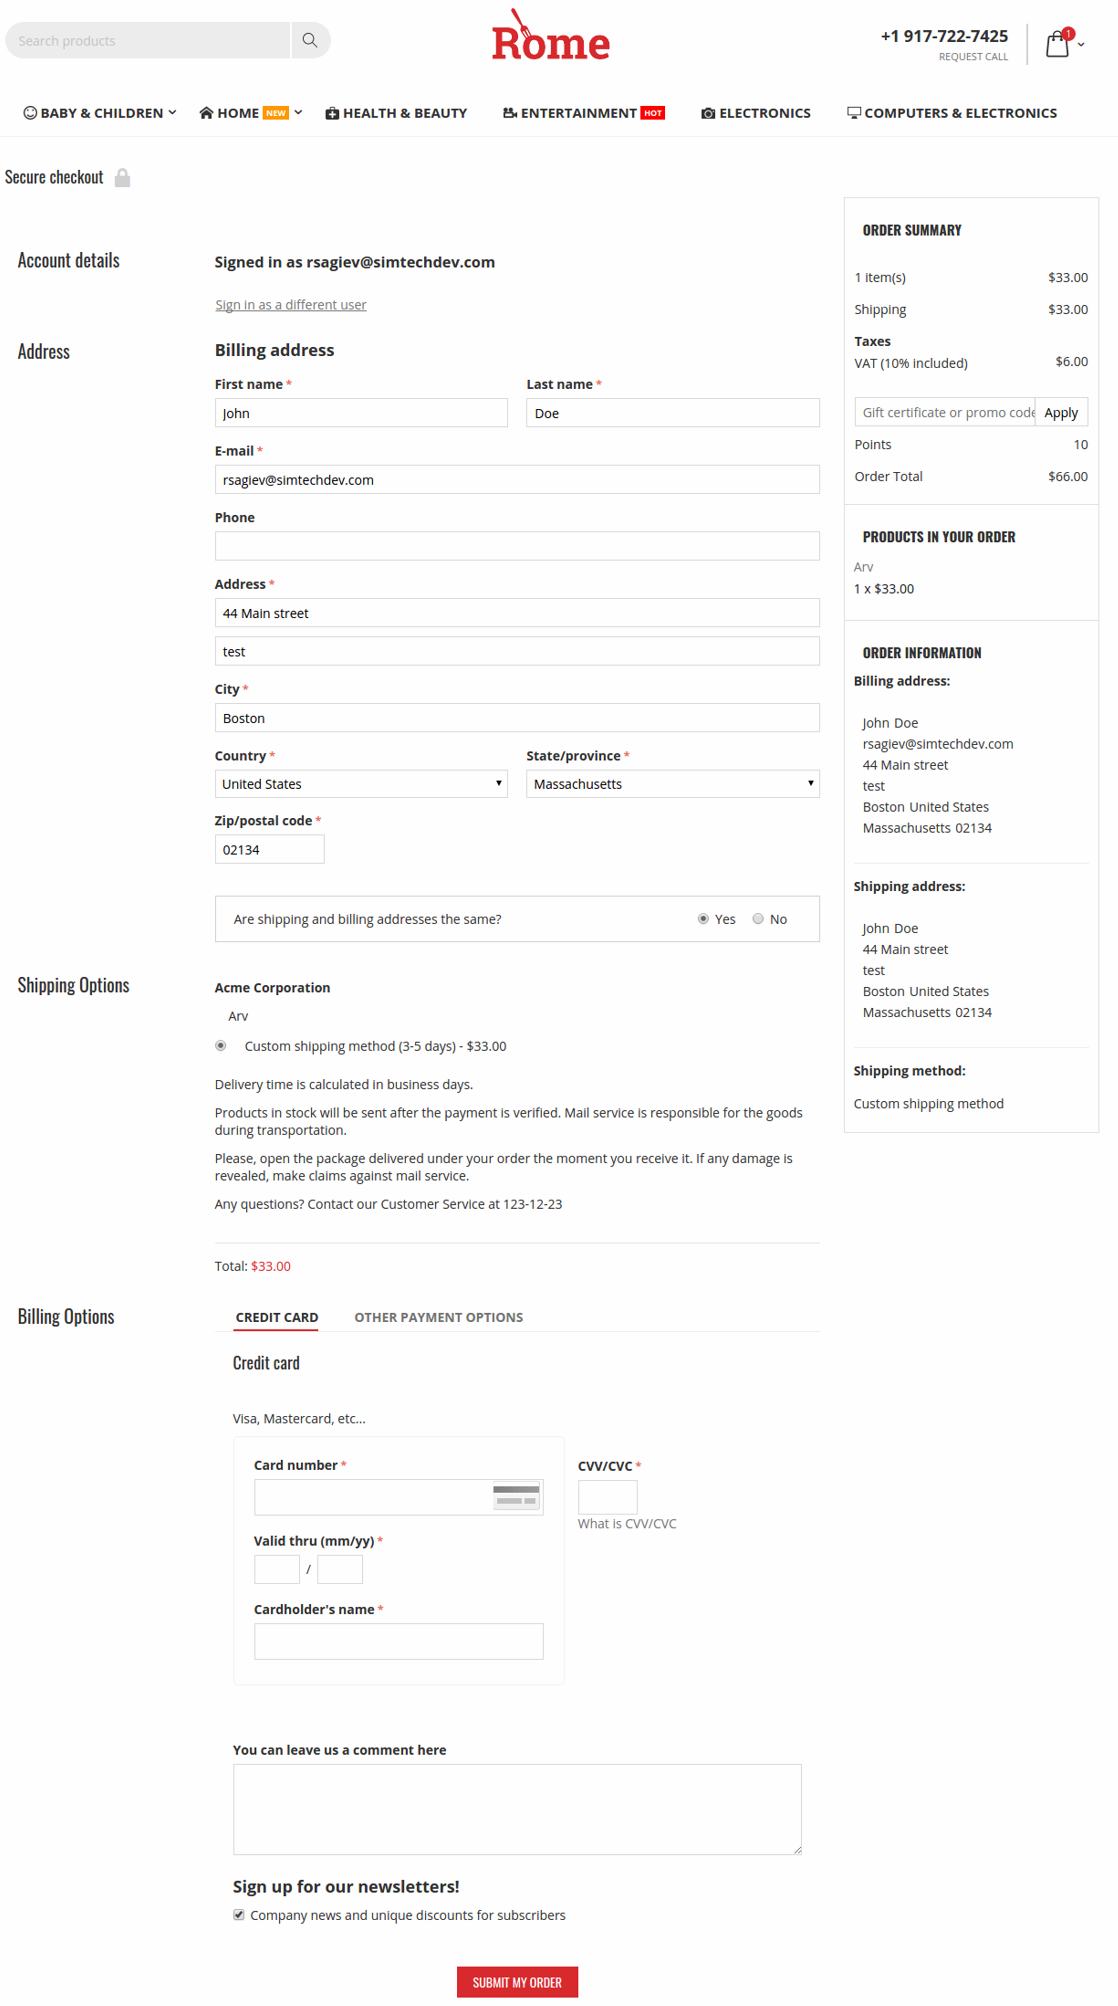 Search products
Rome
+1 917-722-7425
REQUEST CALL
1
BABY & CHILDREN
HOME NEW
HEALTH & BEAUTY
ENTERTAINMENT HOT
ELECTRONICS
COMPUTERS & ELECTRONICS
Secure checkout
Account details
Signed in as rsagiev@simtechdev.com
Sign in as a different user
Address
Billing address
First name *
Last name *
John
Doe
E-mail *
rsagiev@simtechdev.com
Phone
Address *
44 Main street
test
City *
Boston
Country *
State/province *
United States
Massachusetts
Zip/postal code *
02134
Are shipping and billing addresses the same?
Yes
No
Shipping Options
Acme Corporation
Arv
Custom shipping method (3-5 days) - $33.00
Delivery time is calculated in business days.
Products in stock will be sent after the payment is verified. Mail service is responsible for the goods
during transportation.
Please, open the package delivered under your order the moment you receive it. If any damage is
revealed, make claims against mail service.
Any questions? Contact our Customer Service at 123-12-23
Total: $33.00
Billing Options
CREDIT CARD
OTHER PAYMENT OPTIONS
Credit card
Visa, Mastercard, etc...
Card number *
CVV/CVC *
What is CVV/CVC
Valid thru (mm/yy) *
/
Cardholder's name *
You can leave us a comment here
Sign up for our newsletters!
Company news and unique discounts for subscribers
SUBMIT MY ORDER
ORDER SUMMARY
1 item(s) $33.00
Shipping $33.00
Taxes
VAT (10% included) $6.00
Gift certificate or promo code Apply
Points 10
Order Total $66.00
PRODUCTS IN YOUR ORDER
Arv
1 x $33.00
ORDER INFORMATION
Billing address:
John Doe
rsagiev@simtechdev.com
44 Main street
test
Boston United States
Massachusetts 02134
Shipping address:
John Doe
44 Main street
test
Boston United States
Massachusetts 02134
Shipping method:
Custom shipping method